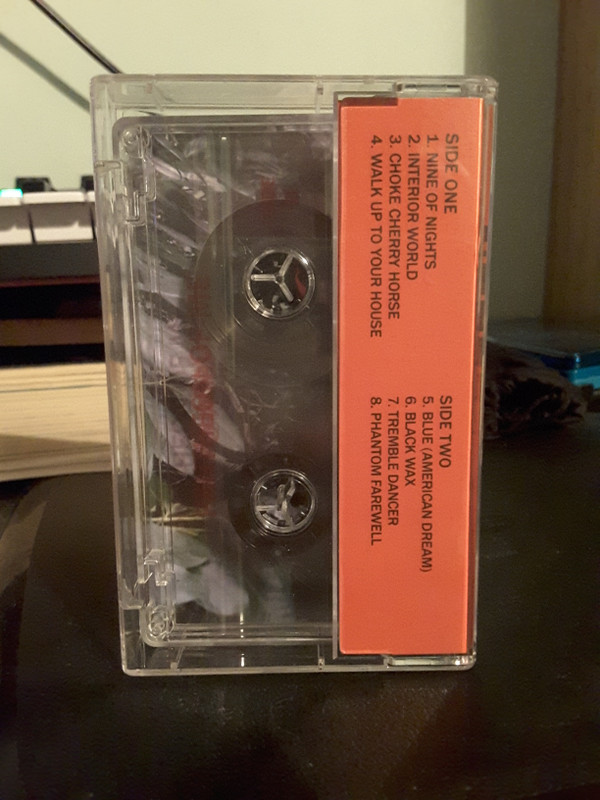 SIDE ONE
1. NINE OF NIGHTS
2. INTERIOR WORLD
3. CHOKE CHERRY HORSE
4. WALK UP TO YOUR HOUSE
SIDE TWO
5. BLUE (AMERICAN DREAM)
6. BLACK WAX
7. TREMBLE DANCER
8. PHANTOM FAREWELL